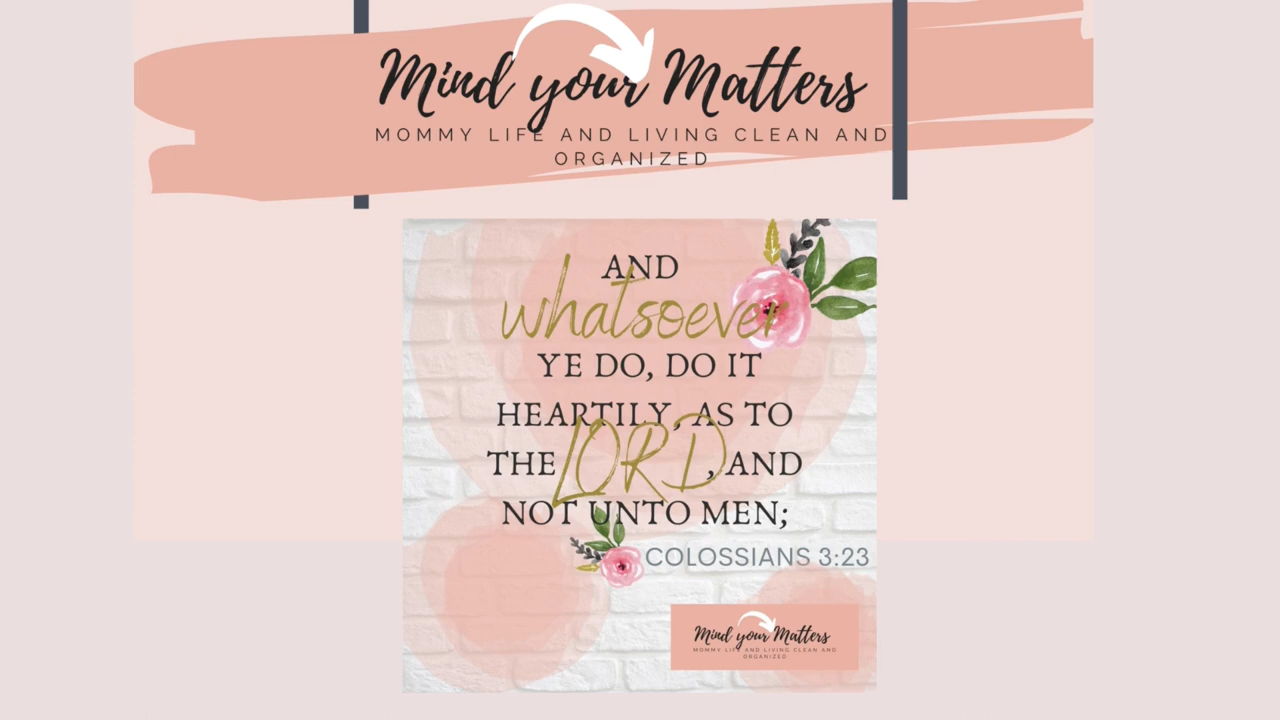 Mind your Matters
MOMMY LIFE AND LIVING CLEAN AND
ORGANIZED
AND
whatsoever
YE DO, DO IT
HEARTILY, AS TO
THE LORD, AND
NOT UNTO MEN;
COLOSSIANS 3:23
Mind your Matters
MOMMY LIFE AND LIVING CLEAN AND
ORGANIZED